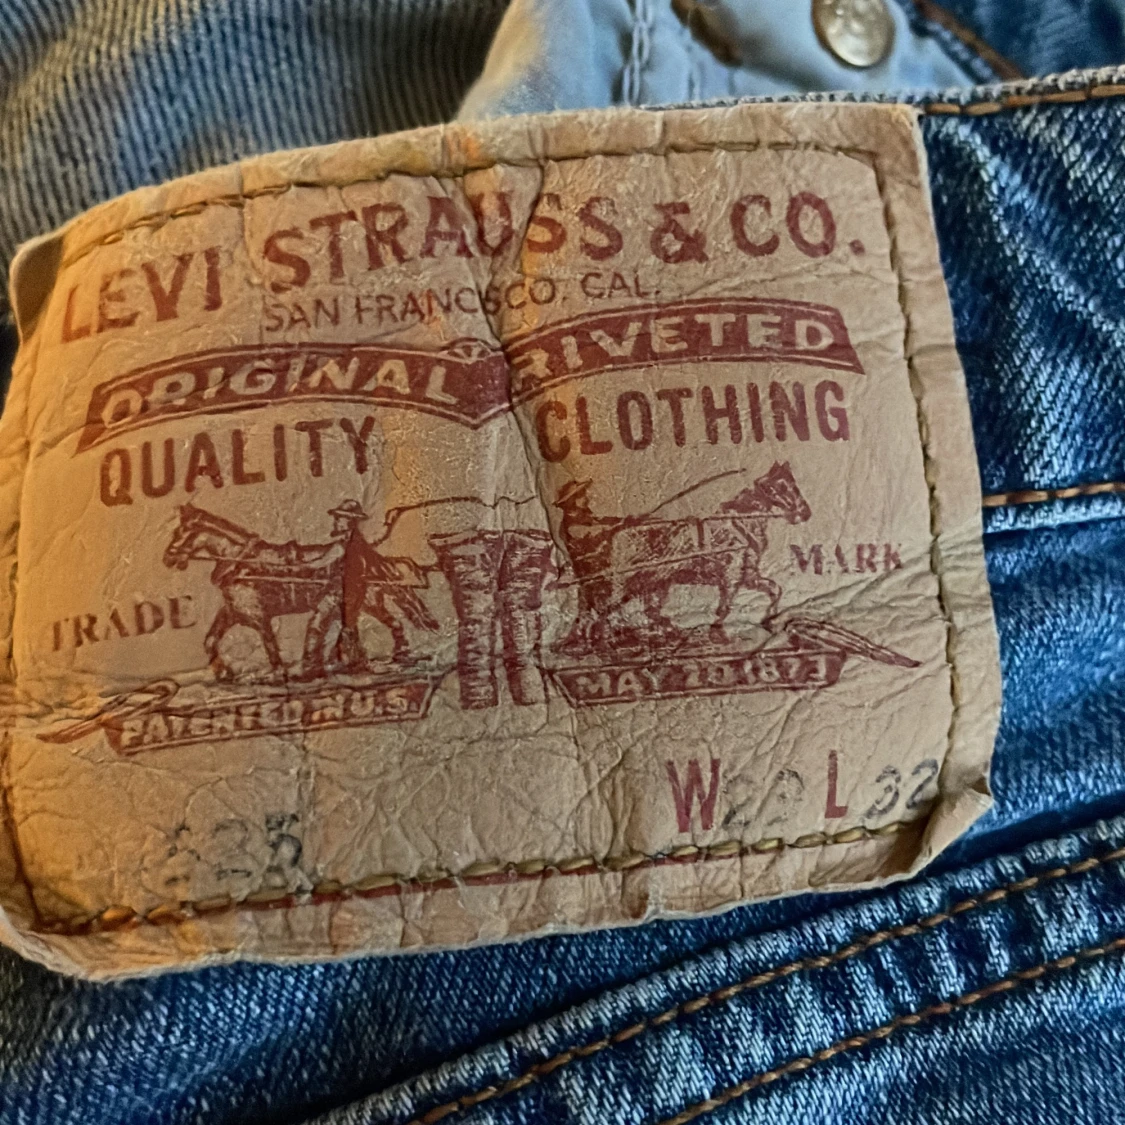 LEVI STRAUSS & CO.
SAN FRANCISCO, CAL.
ORIGINAL RIVETED
QUALITY CLOTHING
TRADE MARK
PATENTED IN U.S. MAY 20 1873
W L 32